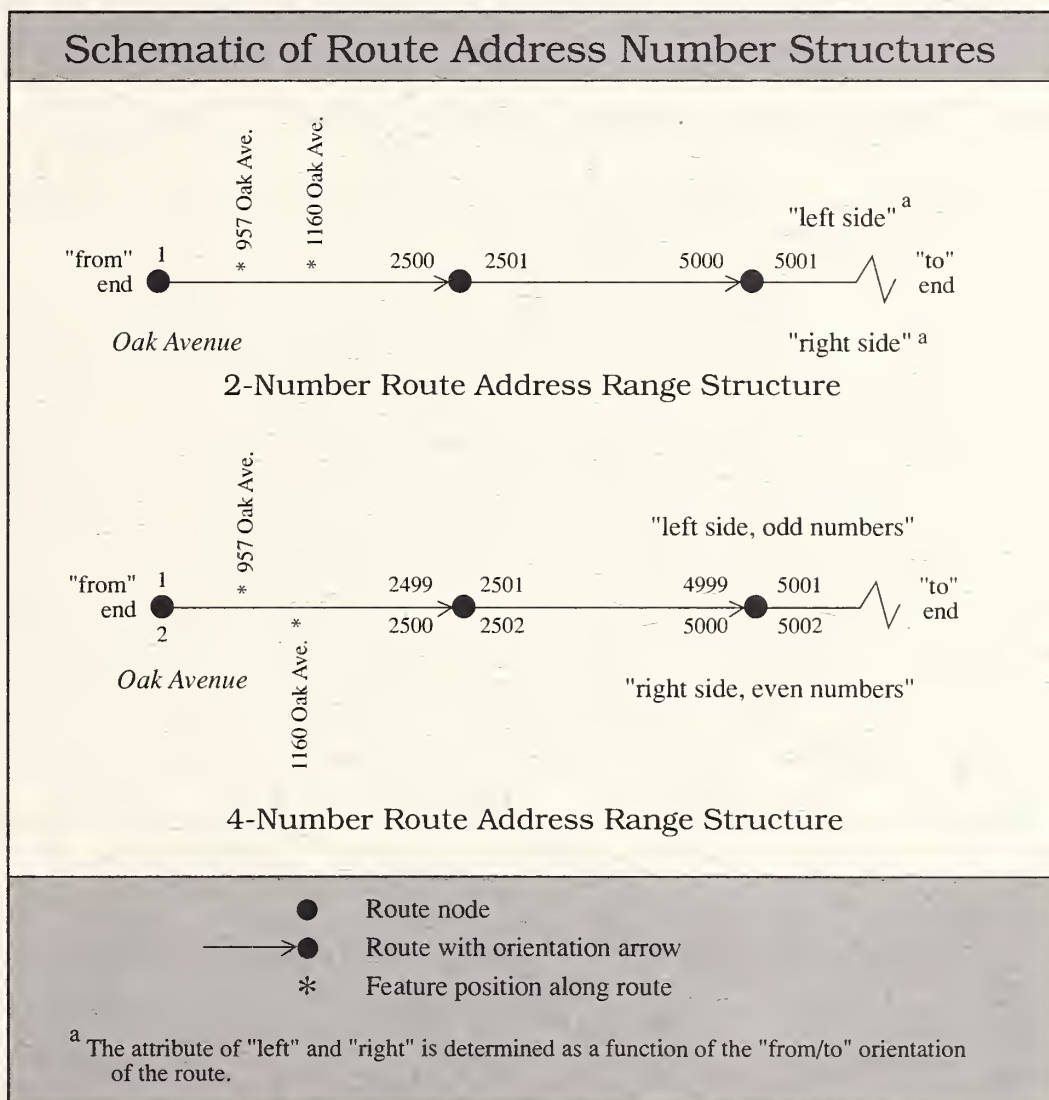 Schematic of Route Address Number Structures
* 957 Oak Ave.
* 1160 Oak Ave.
"left side" a
"from" end
1
2500
2501
5000
5001
"to" end
Oak Avenue
"right side" a
2-Number Route Address Range Structure
* 957 Oak Ave.
"left side, odd numbers"
"from" end
1
2499
2501
4999
5001
"to" end
2
2500
2502
5000
5002
Oak Avenue
1160 Oak Ave. *
"right side, even numbers"
4-Number Route Address Range Structure
Route node
Route with orientation arrow
* Feature position along route
a The attribute of "left" and "right" is determined as a function of the "from/to" orientation
of the route.